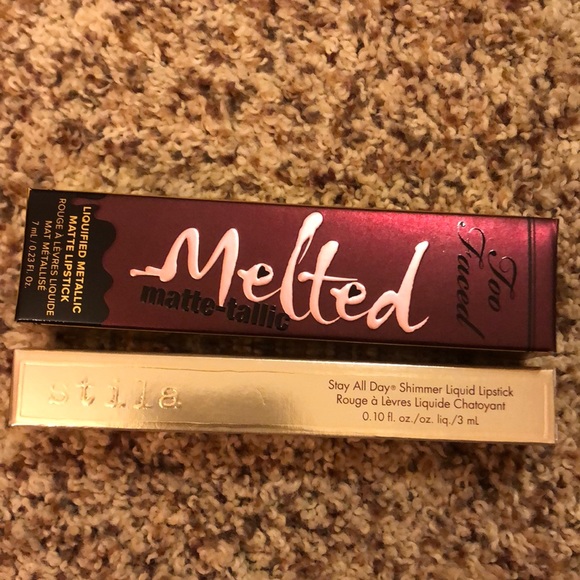 LIQUIFIED METALLIC
MATTE LIPSTICK
ROUGE À LÈVRES LIQUIDE
MAT MÉTALLISÉ
7 mL / 0.23 Fl. Oz.
Melted
matte-tallic
Too
Faced.
stila
Stay All Day® Shimmer Liquid Lipstick
Rouge à Lèvres Liquide Chatoyant
0.10 fl. oz./oz. liq./3 mL